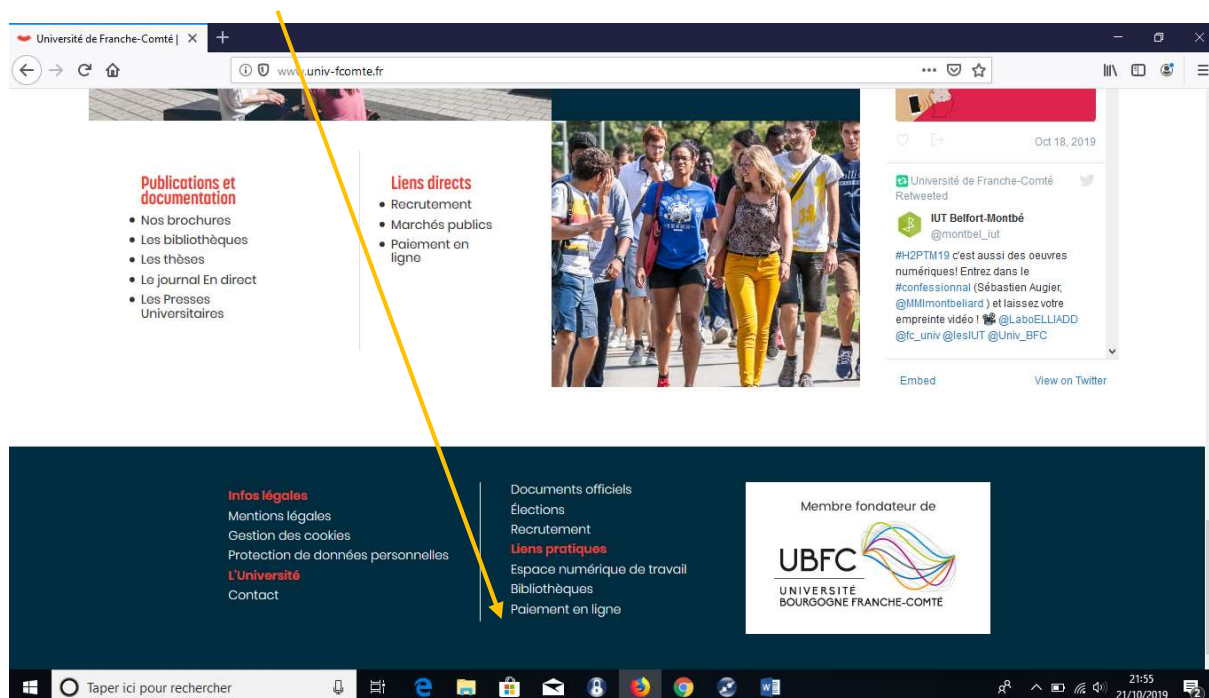 Université de Franche-Comté |
www.univ-fcomte.fr
Publications et
documentation
Nos brochures
Les bibliothèques
Les thèses
Le journal En direct
Les Presses
Universitaires
Liens directs
Recrutement
Marchés publics
Paiement en
ligne
Oct 18, 2019
Université de Franche-Comté
Retweeted
IUT Belfort-Montbé
@montbel_iut
#H2PTM19 c'est aussi des oeuvres
numériques! Entrez dans le
#confessionnal (Sébastien Augier,
@MMImontbeliard ) et laissez votre
empreinte vidéo ! @LaboELLIADD
@fc_univ @lesIUT @Univ_BFC
Embed
View on Twitter
Infos légales
Mentions légales
Gestion des cookies
Protection de données personnelles
L'Université
Contact
Documents officiels
Élections
Recrutement
Liens pratiques
Espace numérique de travail
Bibliothèques
Paiement en ligne
Membre fondateur de
UBFC
UNIVERSITÉ
BOURGOGNE FRANCHE-COMTÉ
Taper ici pour rechercher
21:55
21/10/2019